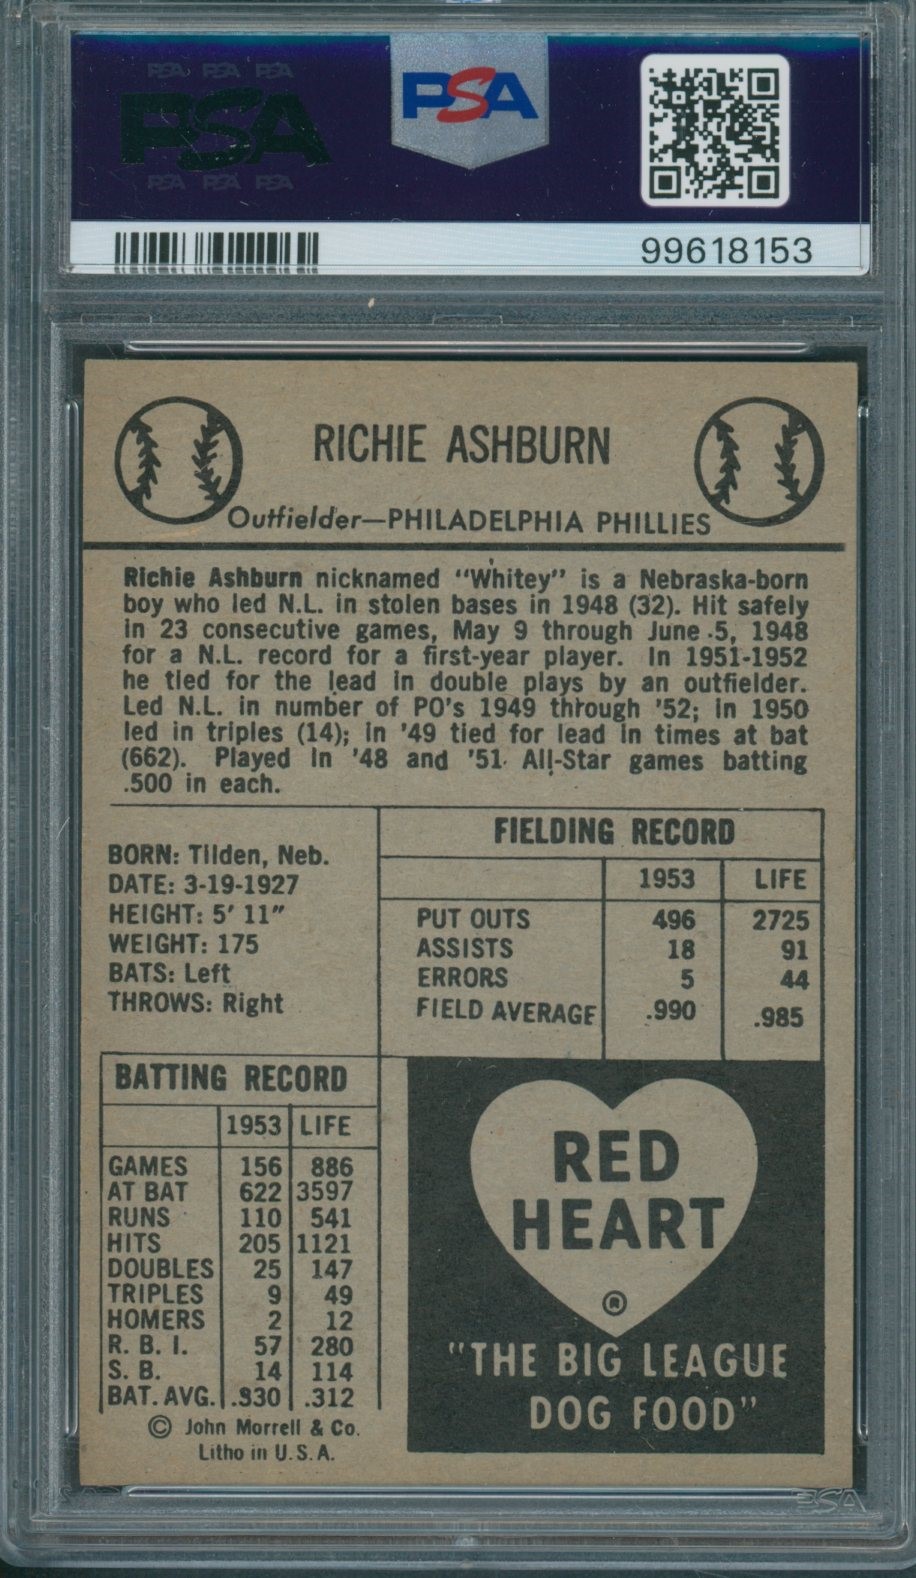 PSA PSA PSA
PSA
PSA PSA PSA
PSA
99618153
RICHIE ASHBURN
Outfielder—PHILADELPHIA PHILLIES
Richie Ashburn nicknamed "Whitey" is a Nebraska-born
boy who led N.L. in stolen bases in 1948 (32). Hit safely
in 23 consecutive games, May 9 through June 5, 1948
for a N.L. record for a first-year player. In 1951-1952
he tied for the lead in double plays by an outfielder.
Led N.L. in number of PO's 1949 through '52; in 1950
led in triples (14); in '49 tied for lead in times at bat
(662). Played in '48 and '51 All-Star games batting
.500 in each.
BORN: Tilden, Neb.
DATE: 3-19-1927
HEIGHT: 5' 11"
WEIGHT: 175
BATS: Left
THROWS: Right
FIELDING RECORD
1953 LIFE
PUT OUTS 496 2725
ASSISTS 18 91
ERRORS 5 44
FIELD AVERAGE .990 .985
BATTING RECORD
1953 LIFE
GAMES 156 886
AT BAT 622 3597
RUNS 110 541
HITS 205 1121
DOUBLES 25 147
TRIPLES 9 49
HOMERS 2 12
R. B. I. 57 280
S. B. 14 114
BAT. AVG. .330 .312
© John Morrell & Co.
Litho in U.S.A.
RED
HEART
®
"THE BIG LEAGUE
DOG FOOD"
PSA